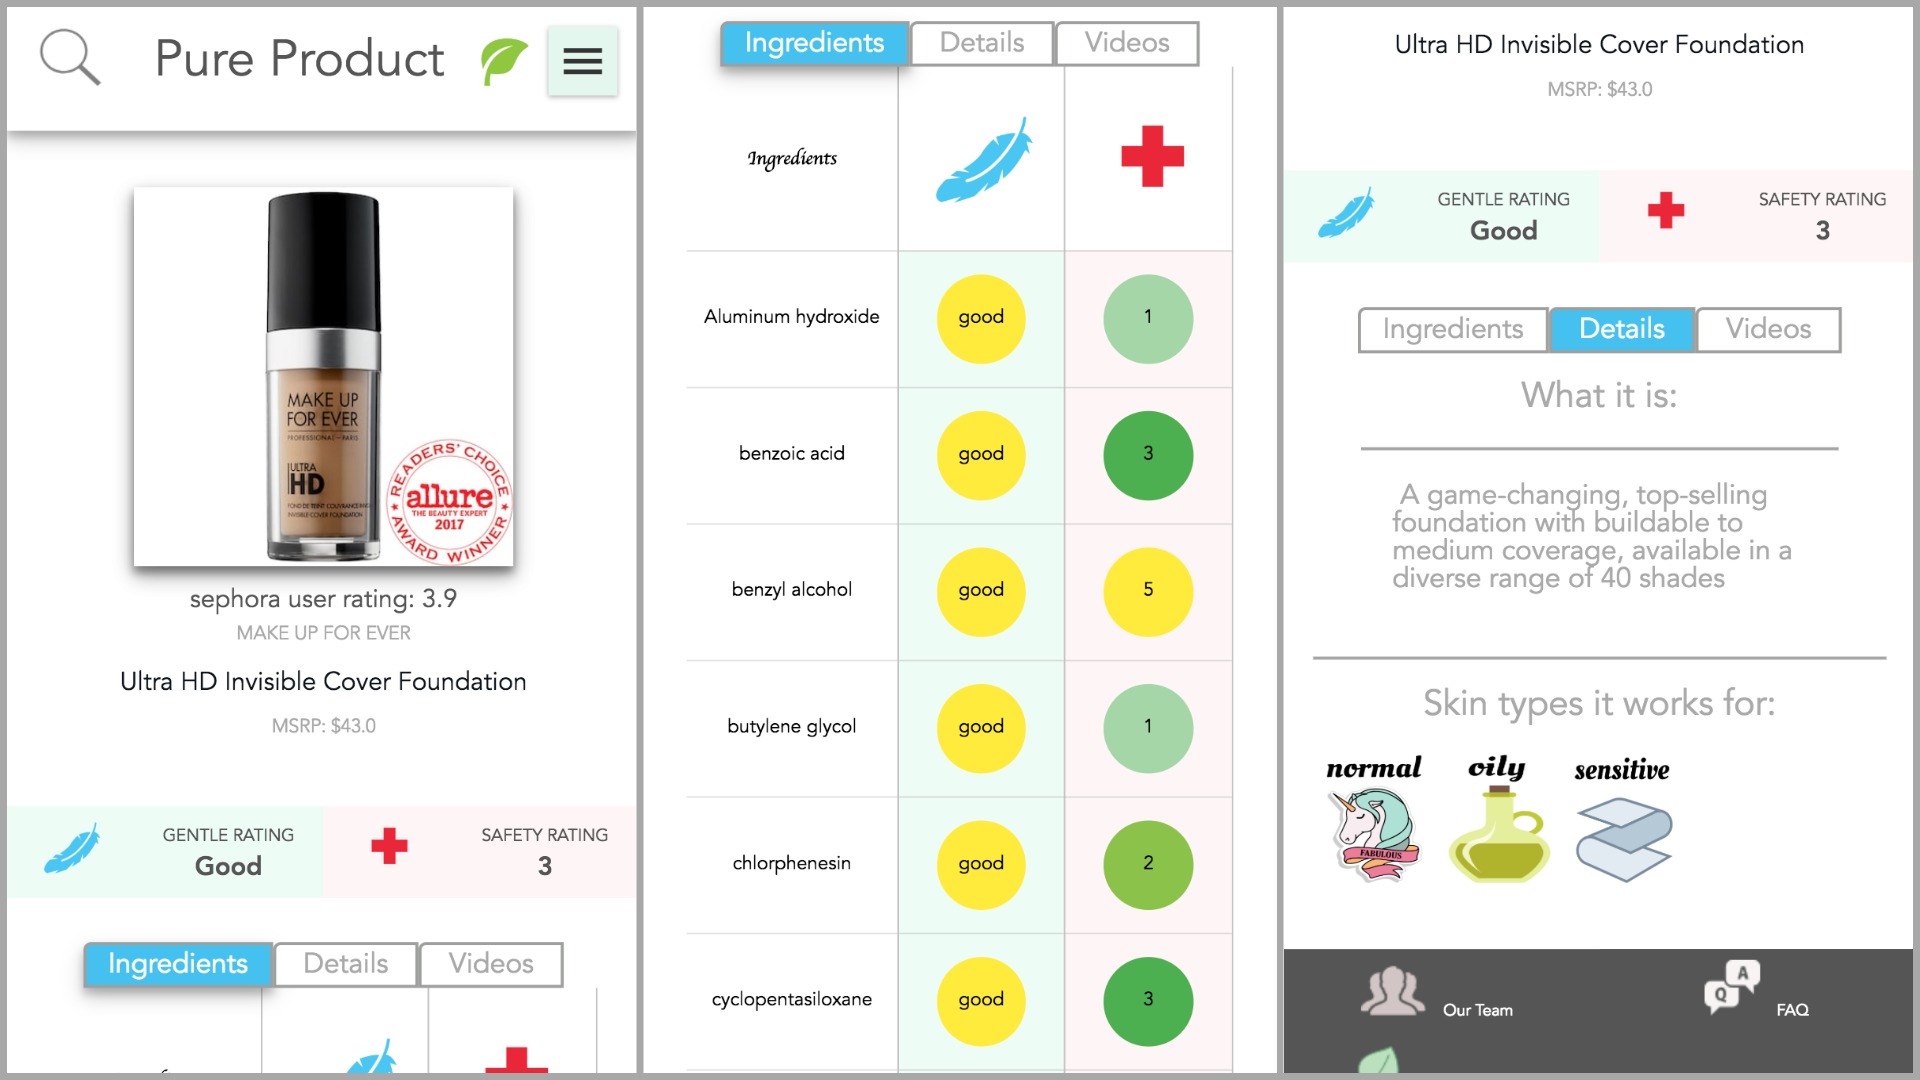 Pure Product
MAKE UP
FOR EVER
PROFESSIONAL - PARIS
ULTRA
HD
INVISIBLE COVER FOUNDATION
READERS' CHOICE
allure
THE BEAUTY EXPERT
2017
AWARD WINNER
sephora user rating: 3.9
MAKE UP FOR EVER
Ultra HD Invisible Cover Foundation
MSRP: $43.0
GENTLE RATING
Good
SAFETY RATING
3
Ingredients Details Videos
Ingredients Details Videos
Ingredients
Aluminum hydroxide good 1
benzoic acid good 3
benzyl alcohol good 5
butylene glycol good 1
chlorphenesin good 2
cyclopentasiloxane good 3
Ultra HD Invisible Cover Foundation
MSRP: $43.0
GENTLE RATING
Good
SAFETY RATING
3
Ingredients Details Videos
What it is:
A game-changing, top-selling
foundation with buildable to
medium coverage, available in a
diverse range of 40 shades
Skin types it works for:
normal oily sensitive
FABULOUS
Q A
Our Team FAQ